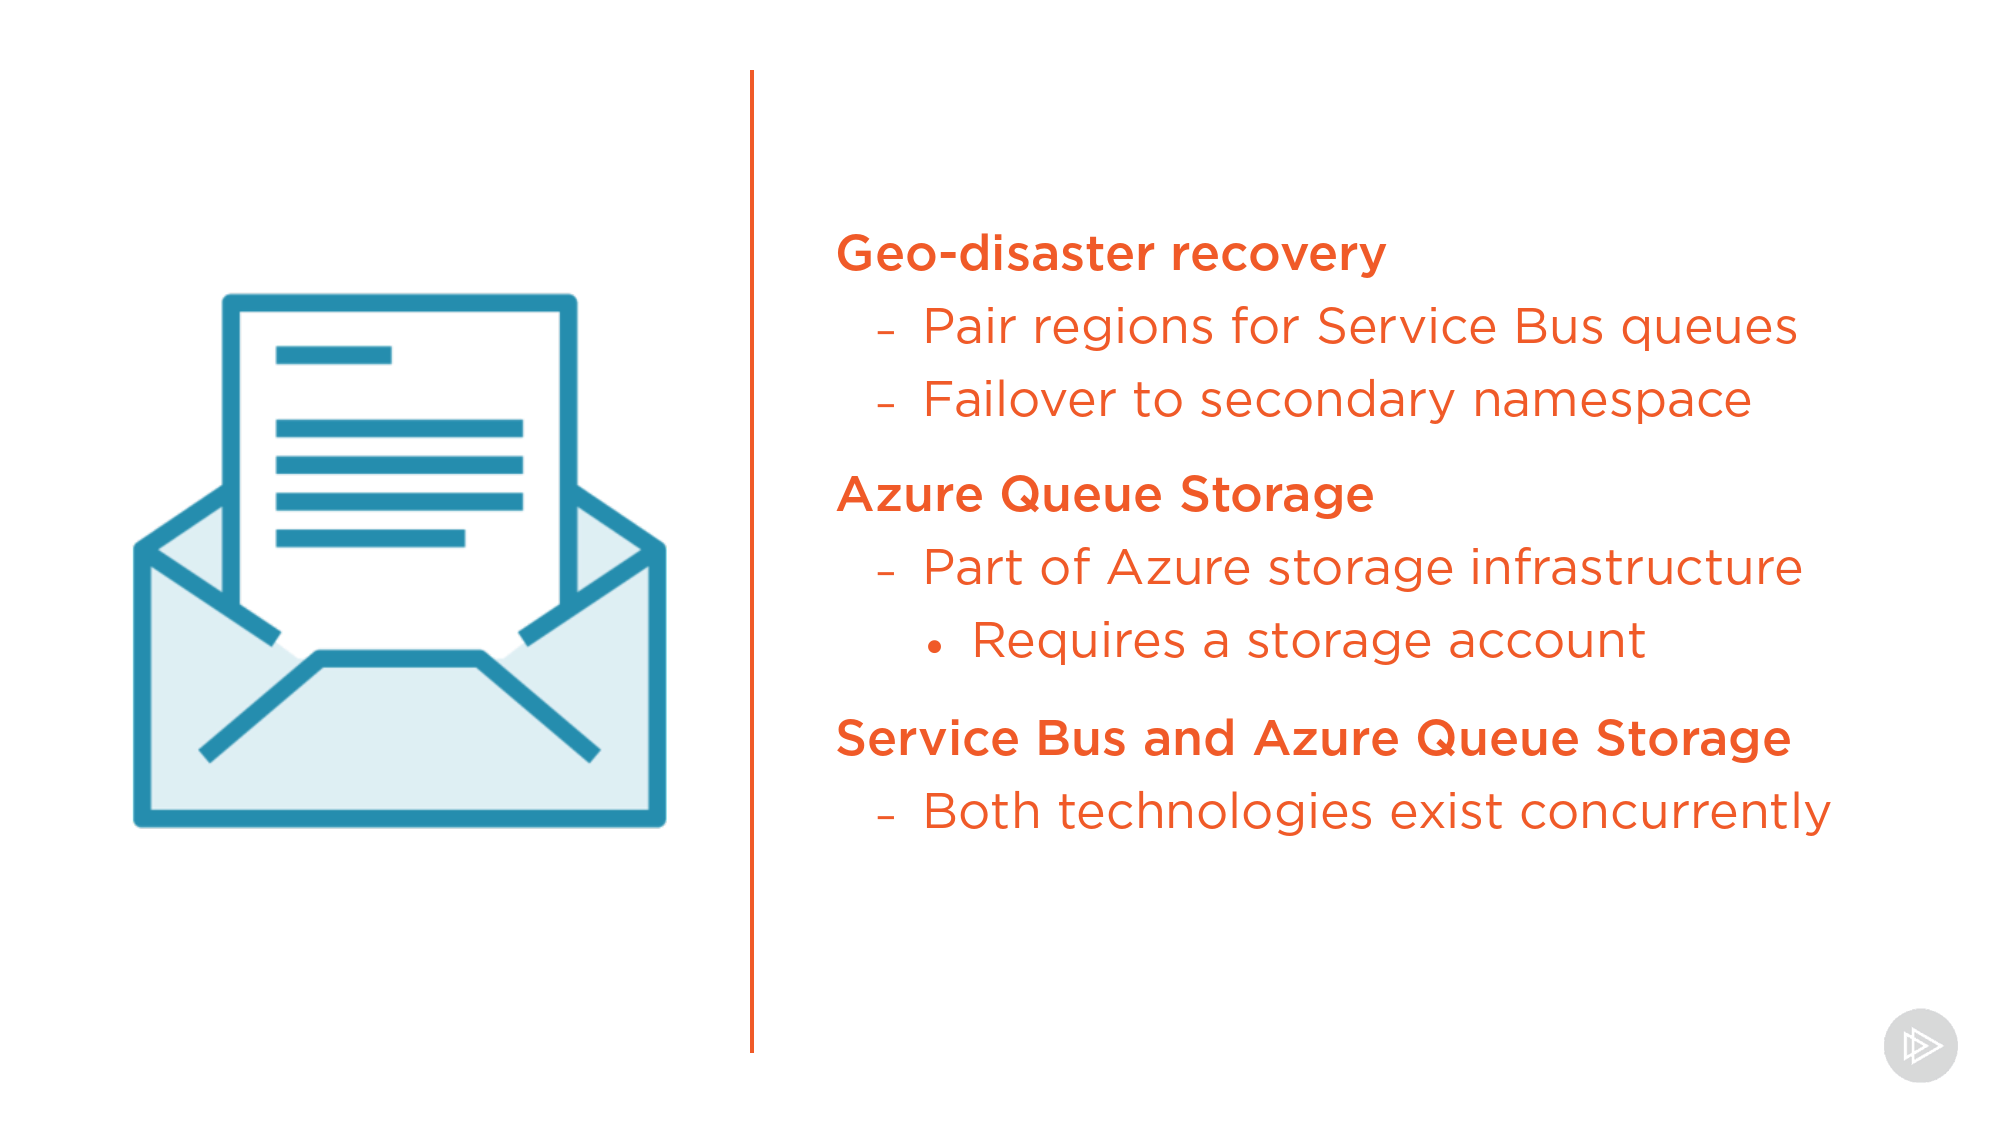 Geo-disaster recovery
– Pair regions for Service Bus queues
– Failover to secondary namespace
Azure Queue Storage
– Part of Azure storage infrastructure
• Requires a storage account
Service Bus and Azure Queue Storage
– Both technologies exist concurrently